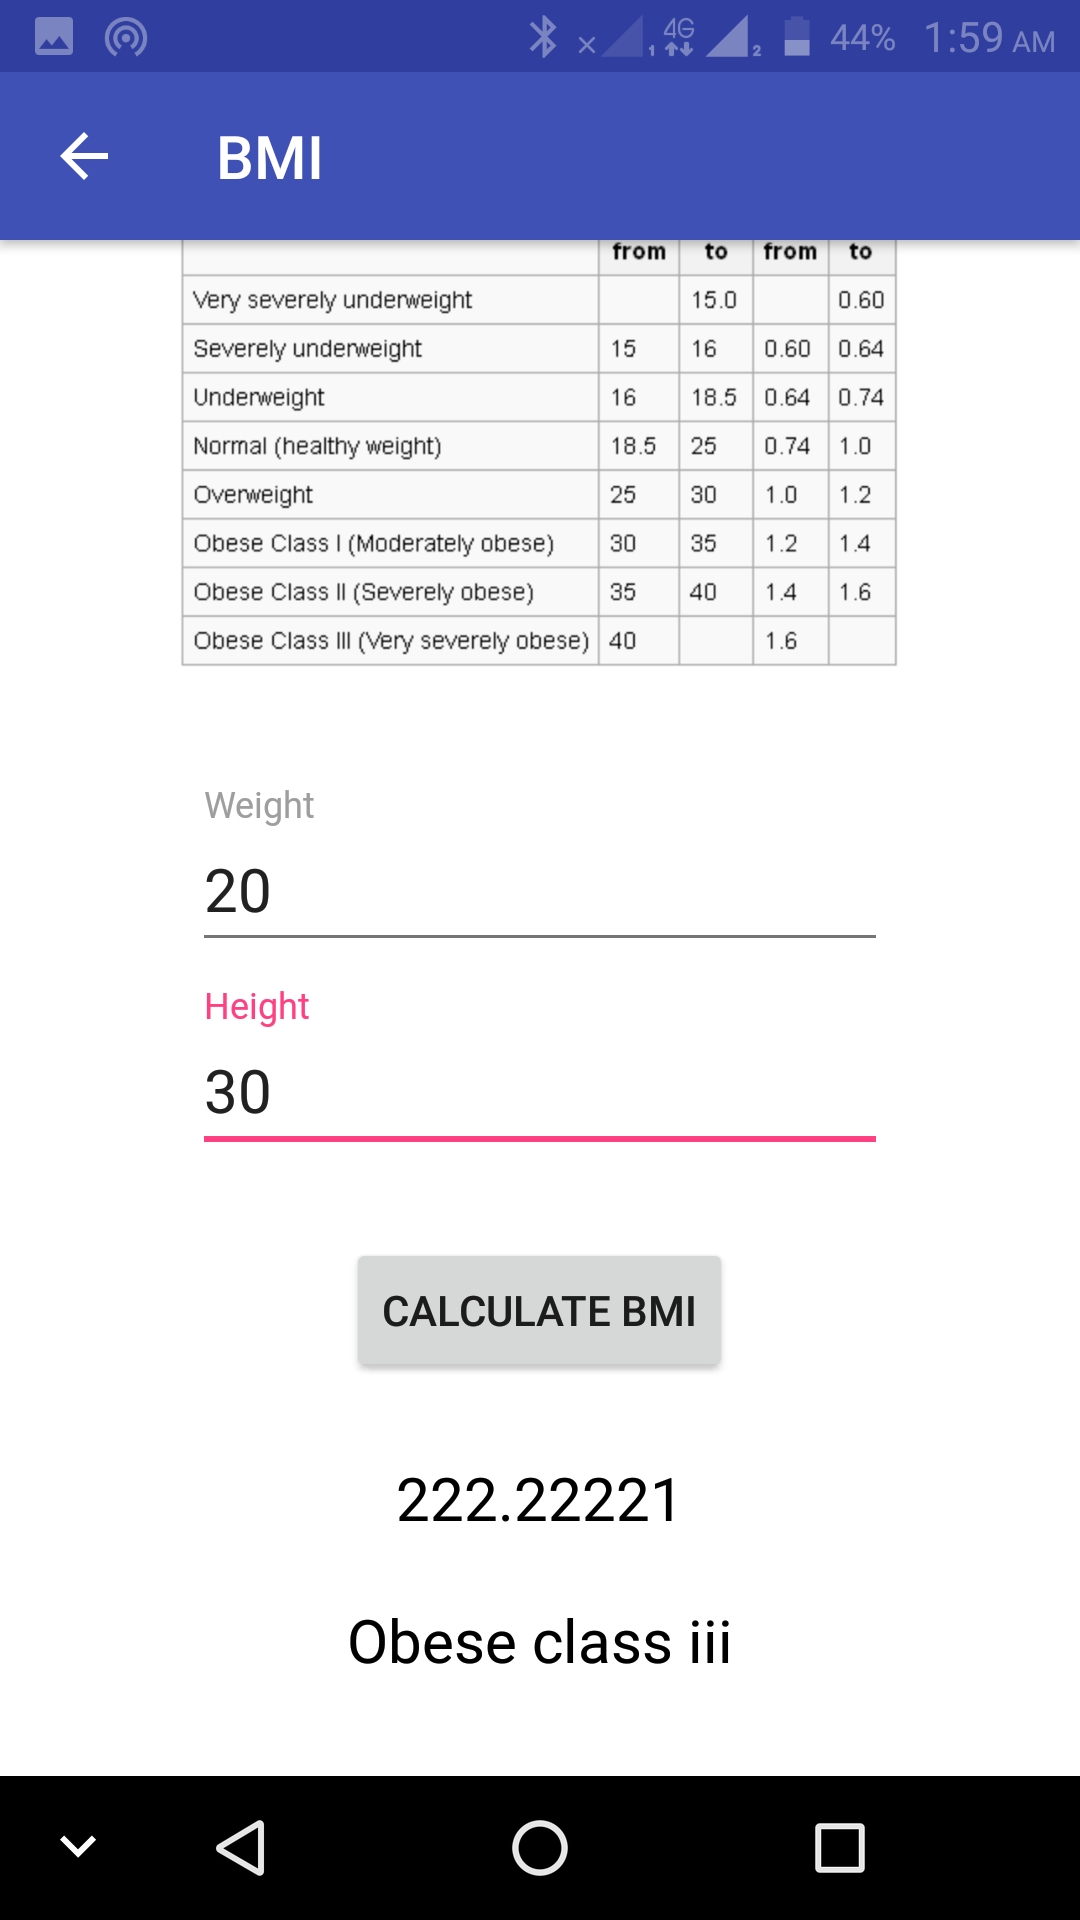 1 4G 2 44% 1:59 AM
BMI
from to from to
Very severely underweight 15.0 0.60
Severely underweight 15 16 0.60 0.64
Underweight 16 18.5 0.64 0.74
Normal (healthy weight) 18.5 25 0.74 1.0
Overweight 25 30 1.0 1.2
Obese Class I (Moderately obese) 30 35 1.2 1.4
Obese Class II (Severely obese) 35 40 1.4 1.6
Obese Class III (Very severely obese) 40 1.6
Weight
20
Height
30
CALCULATE BMI
222.22221
Obese class iii